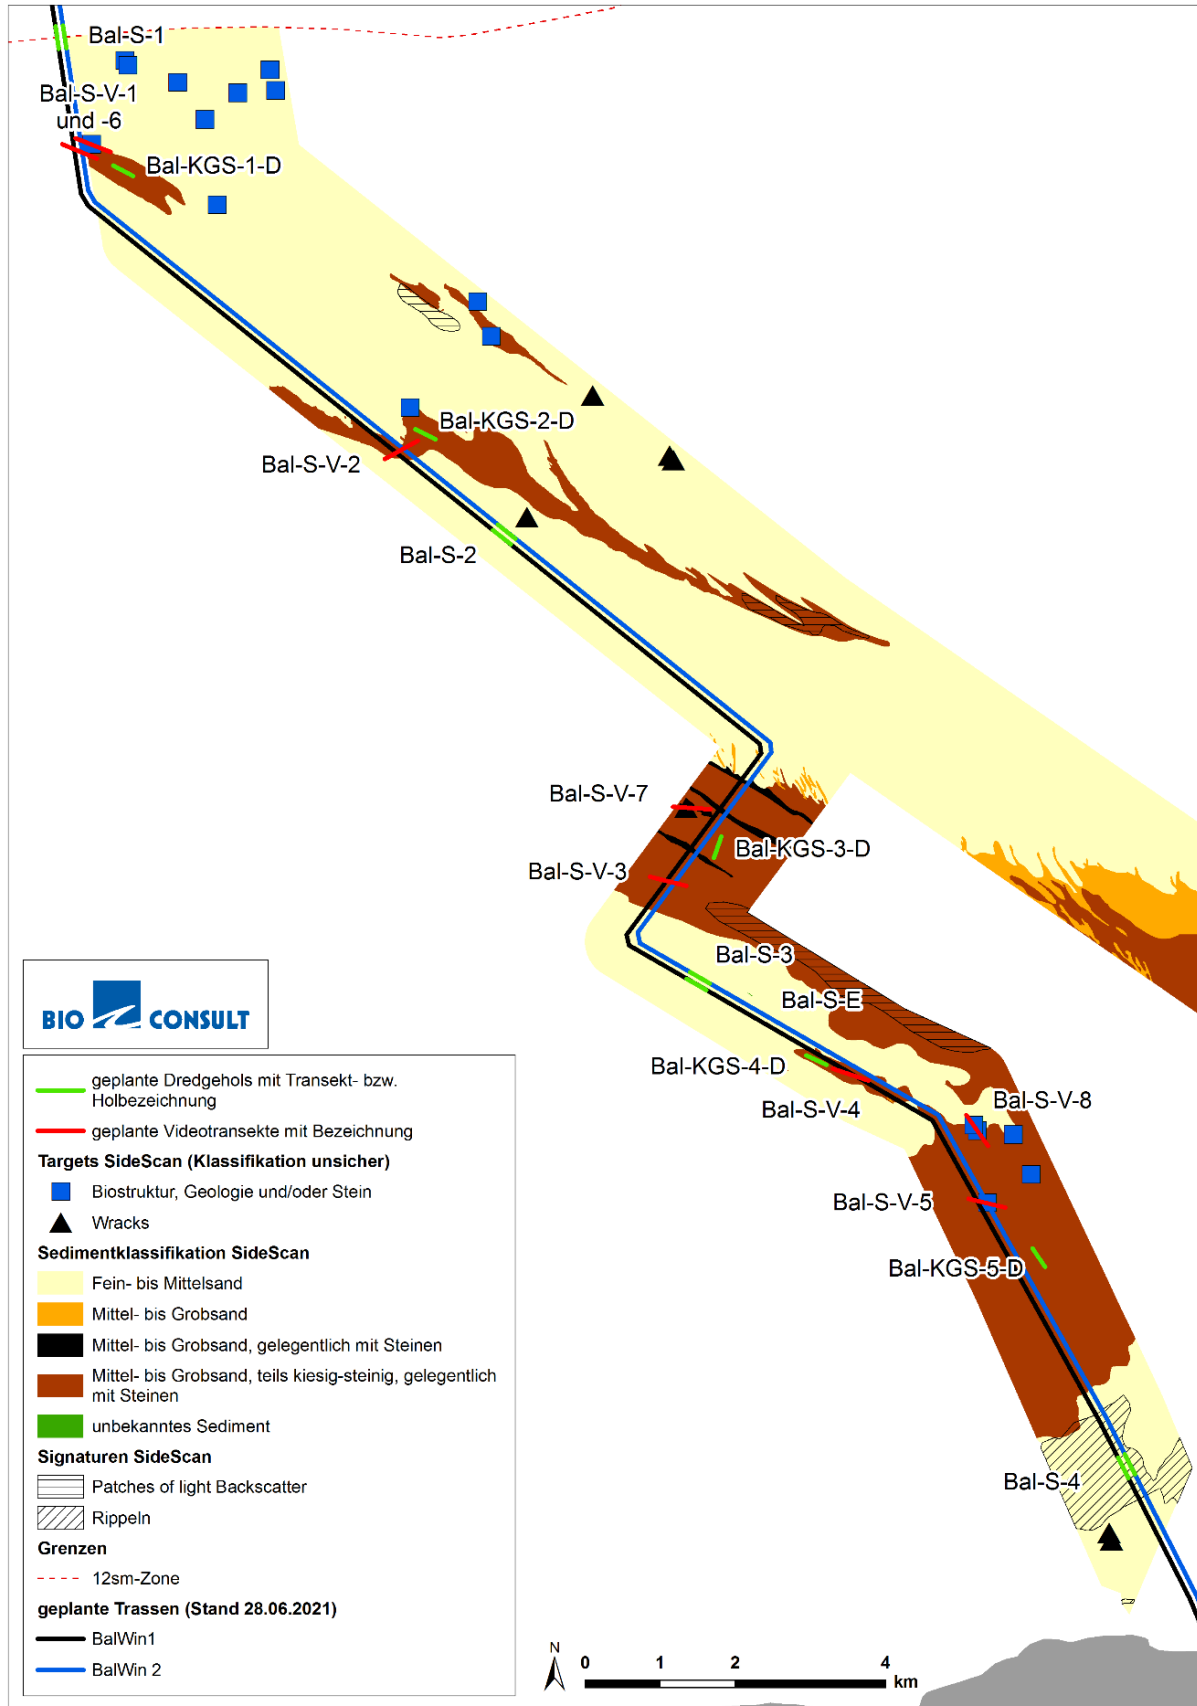 Bal-S-1
Bal-S-V-1
und -6
Bal-KGS-1-D
Bal-KGS-2-D
Bal-S-V-2
Bal-S-2
Bal-S-V-7
Bal-KGS-3-D
Bal-S-V-3
Bal-S-3
Bal-S-E
Bal-KGS-4-D
Bal-S-V-4
Bal-S-V-8
Bal-S-V-5
Bal-KGS-5-D
Bal-S-4
BIO CONSULT
geplante Dredgehols mit Transekt- bzw.
Holbezeichnung
geplante Videotransekte mit Bezeichnung
Targets SideScan (Klassifikation unsicher)
Biostruktur, Geologie und/oder Stein
Wracks
Sedimentklassifikation SideScan
Fein- bis Mittelsand
Mittel- bis Grobsand
Mittel- bis Grobsand, gelegentlich mit Steinen
Mittel- bis Grobsand, teils kiesig-steinig, gelegentlich
mit Steinen
unbekanntes Sediment
Signaturen SideScan
Patches of light Backscatter
Rippeln
Grenzen
12sm-Zone
geplante Trassen (Stand 28.06.2021)
BalWin1
BalWin 2
N
0 1 2 4
km